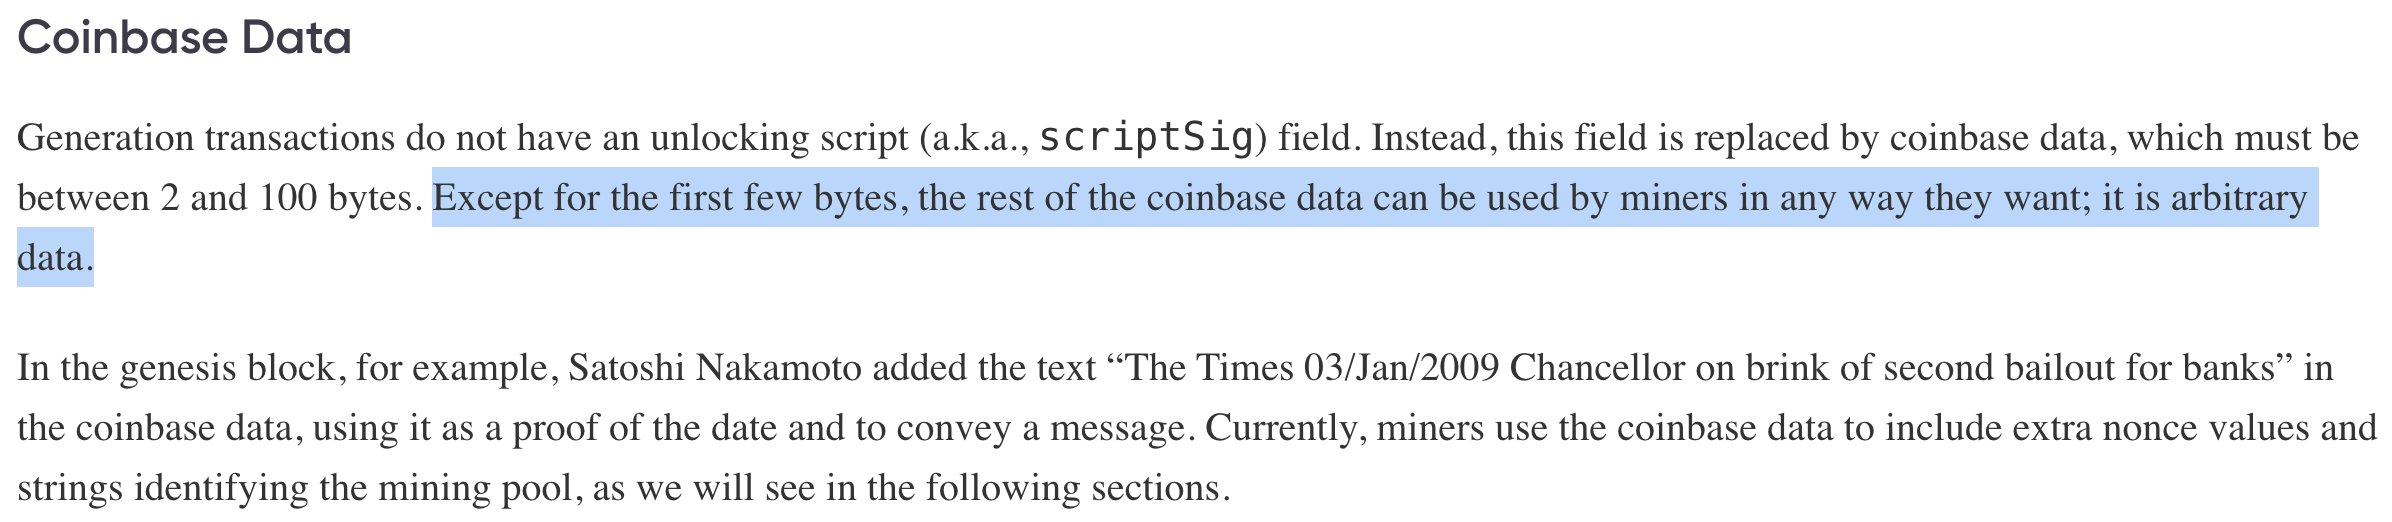 Coinbase Data
Generation transactions do not have an unlocking script (a.k.a., scriptSig) field. Instead, this field is replaced by coinbase data, which must be
between 2 and 100 bytes. Except for the first few bytes, the rest of the coinbase data can be used by miners in any way they want; it is arbitrary
data.
In the genesis block, for example, Satoshi Nakamoto added the text “The Times 03/Jan/2009 Chancellor on brink of second bailout for banks” in
the coinbase data, using it as a proof of the date and to convey a message. Currently, miners use the coinbase data to include extra nonce values and
strings identifying the mining pool, as we will see in the following sections.